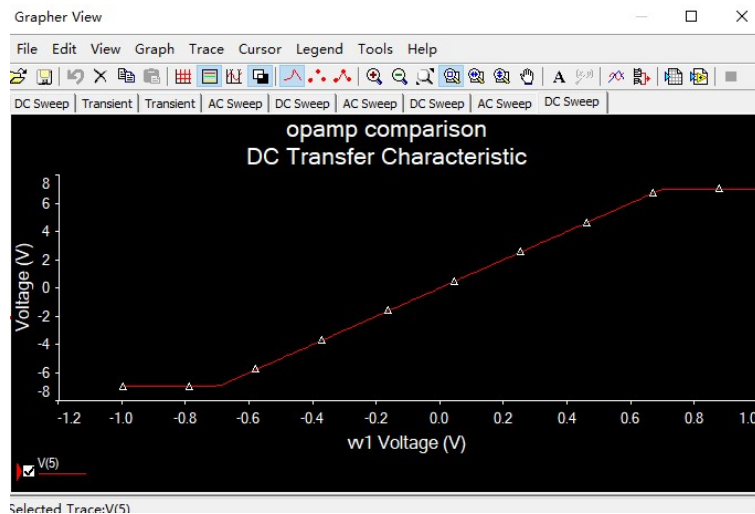 Grapher View
File Edit View Graph Trace Cursor Legend Tools Help
DC Sweep Transient Transient AC Sweep DC Sweep AC Sweep DC Sweep AC Sweep DC Sweep
opamp comparison
DC Transfer Characteristic
Voltage (V)
8
6
4
2
0
-2
-4
-6
-8
-1.2 -1.0 -0.8 -0.6 -0.4 -0.2 0.0 0.2 0.4 0.6 0.8 1.0
vv1 Voltage (V)
V(5)
Selected Trace:V(5)